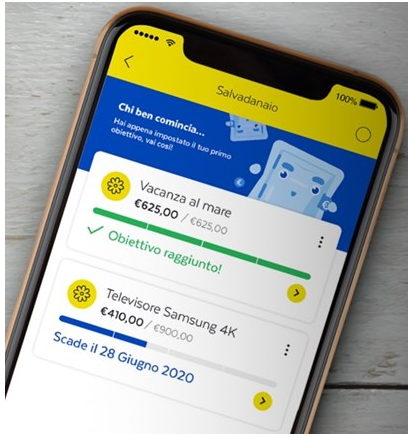 100%
Salvadanaio
Chi ben comincia...
Hai appena impostato il tuo primo
obiettivo, vai così!
Vacanza al mare
€625,00 / €625,00
Obiettivo raggiunto!
Televisore Samsung 4K
€410,00 / €900,00
Scade il 28 Giugno 2020